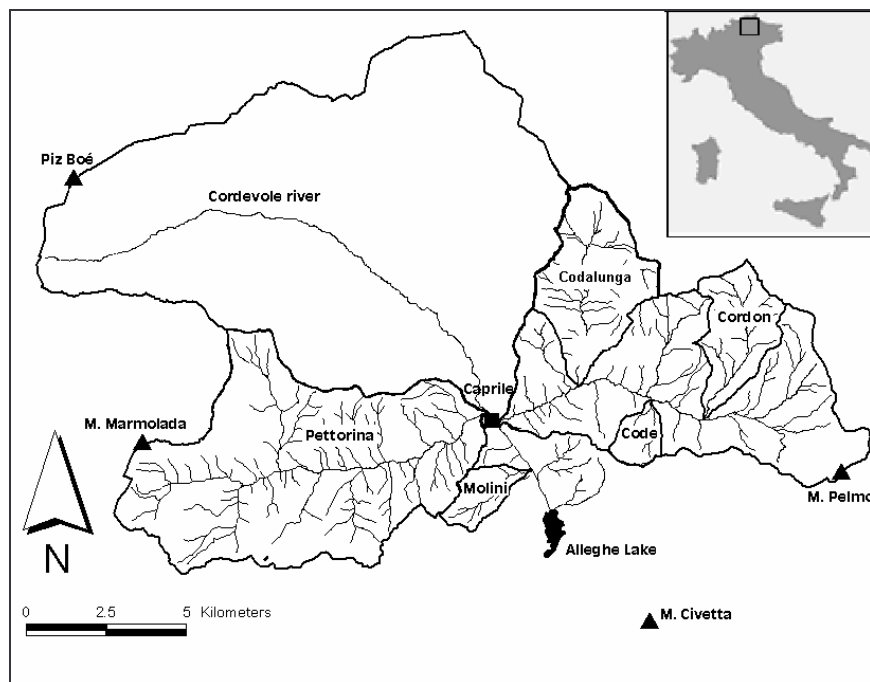 Piz Boé
Cordevole river
Codalunga
Cordon
Caprile
M. Marmolada
Pettorina
Code
Molini
M. Pelmo
N
Alleghe Lake
0 2.5 5 Kilometers
M. Civetta